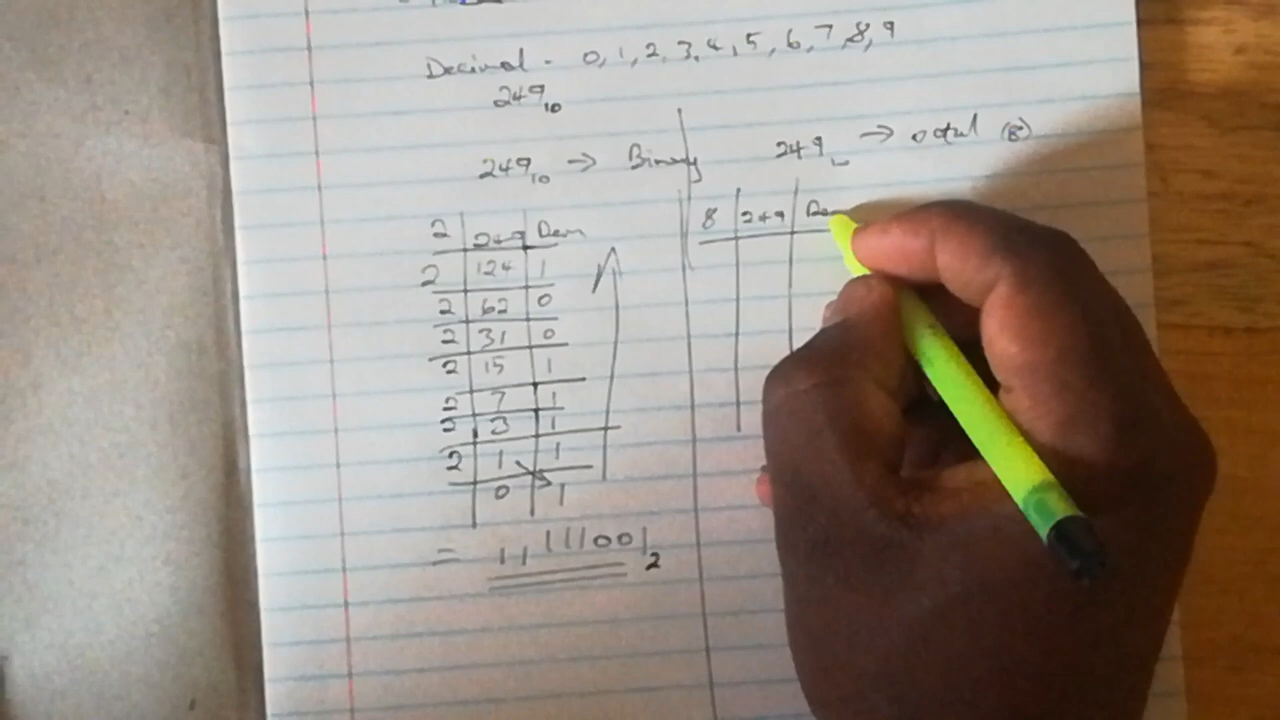 Decimal - 0, 1, 2, 3, 4, 5, 6, 7, 8, 9
249₁₀
249₁₀ → Binary
2 249 Rem
2 124 1
2 62 0
2 31 0
2 15 1
2 7 1
2 3 1
2 1 1
0 1
= 11111001₂
249₁₀ → octal (8)
8 249 Rem